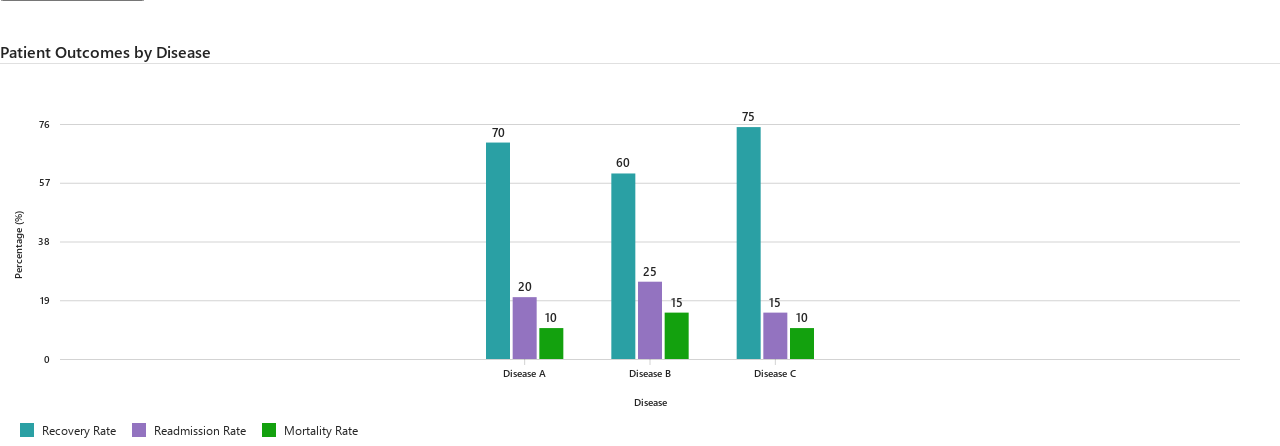 Patient Outcomes by Disease
76
57
38
19
0
Percentage (%)
70
20
10
60
25
15
75
15
10
Disease A
Disease B
Disease C
Disease
Recovery Rate
Readmission Rate
Mortality Rate